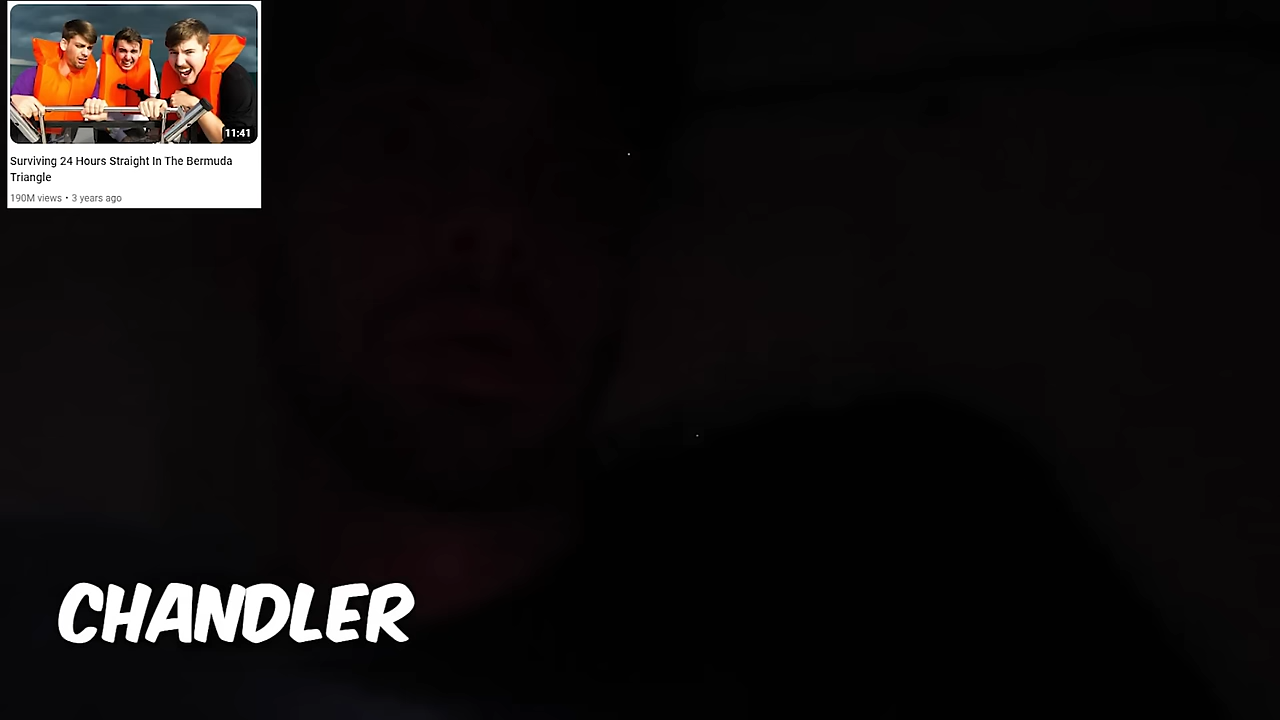 11:41
Surviving 24 Hours Straight In The Bermuda
Triangle
190M views • 3 years ago
CHANDLER